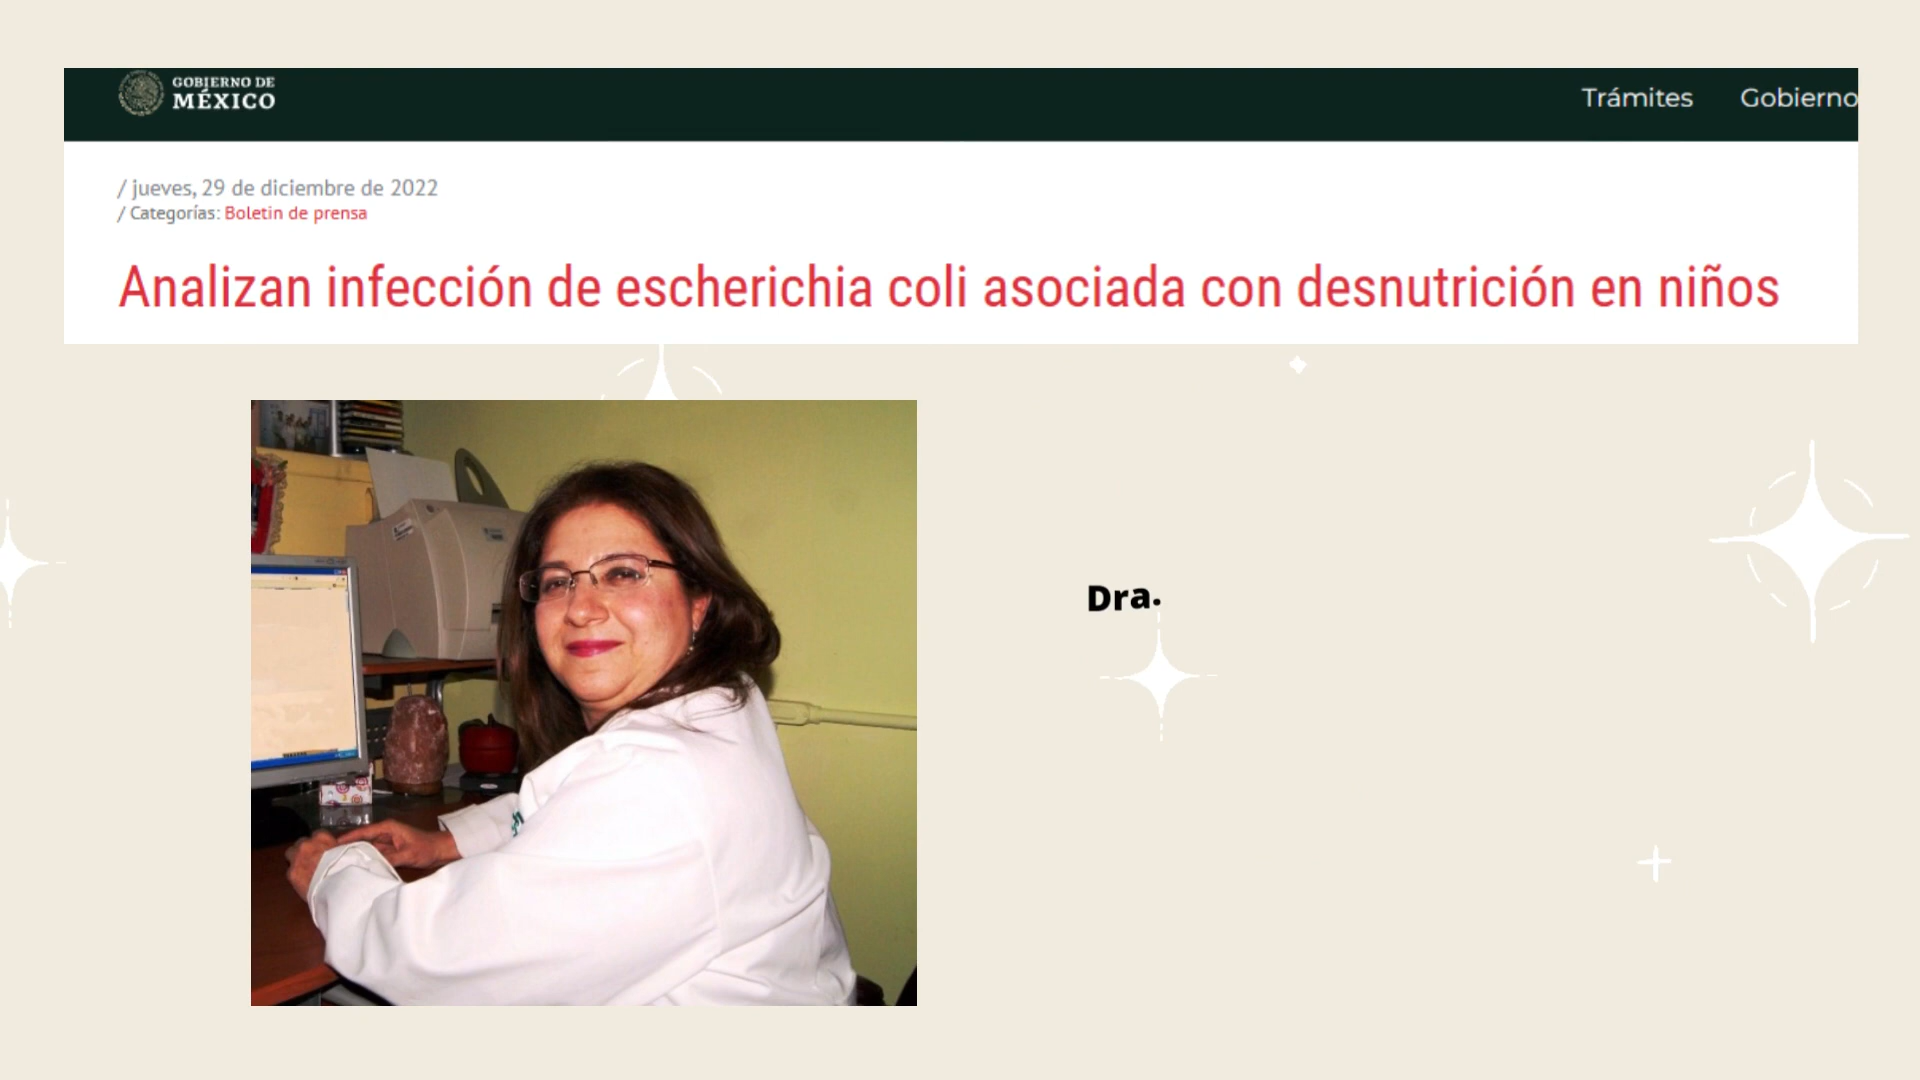 GOBIERNO DE
MÉXICO
Trámites
Gobierno
/ jueves, 29 de diciembre de 2022
/ Categorías: Boletin de prensa
Analizan infección de escherichia coli asociada con desnutrición en niños
Dra.